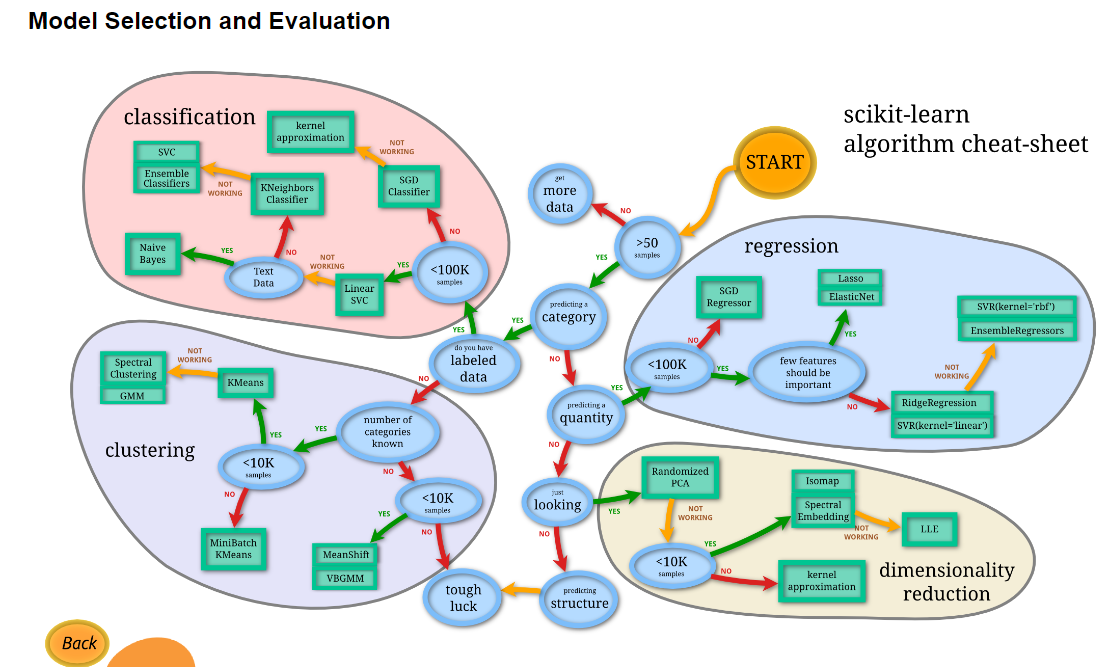 Model Selection and Evaluation
scikit-learn
algorithm cheat-sheet
START
classification
kernel
approximation
NOT
WORKING
SVC
Ensemble
Classifiers
NOT
WORKING
KNeighbors
Classifier
SGD
Classifier
NO
Naive
Bayes
YES
Text
Data
NO
NOT
WORKING
Linear
SVC
YES
<100K
samples
YES
get
more
data
NO
>50
samples
YES
predicting a
category
YES
NO
do you have
labeled
data
NO
predicting a
quantity
YES
NO
just
looking
YES
NO
predicting
structure
tough
luck
regression
SGD
Regressor
NO
<100K
samples
YES
Lasso
ElasticNet
YES
few features
should be
important
NO
SVR(kernel='rbf')
EnsembleRegressors
NOT
WORKING
RidgeRegression
SVR(kernel='linear')
clustering
Spectral
Clustering
GMM
NOT
WORKING
KMeans
YES
<10K
samples
NO
MiniBatch
KMeans
YES
number of
categories
known
NO
<10K
samples
YES
NO
MeanShift
VBGMM
Randomized
PCA
NOT
WORKING
<10K
samples
YES
NO
Isomap
Spectral
Embedding
NOT
WORKING
LLE
kernel
approximation
dimensionality
reduction
Back